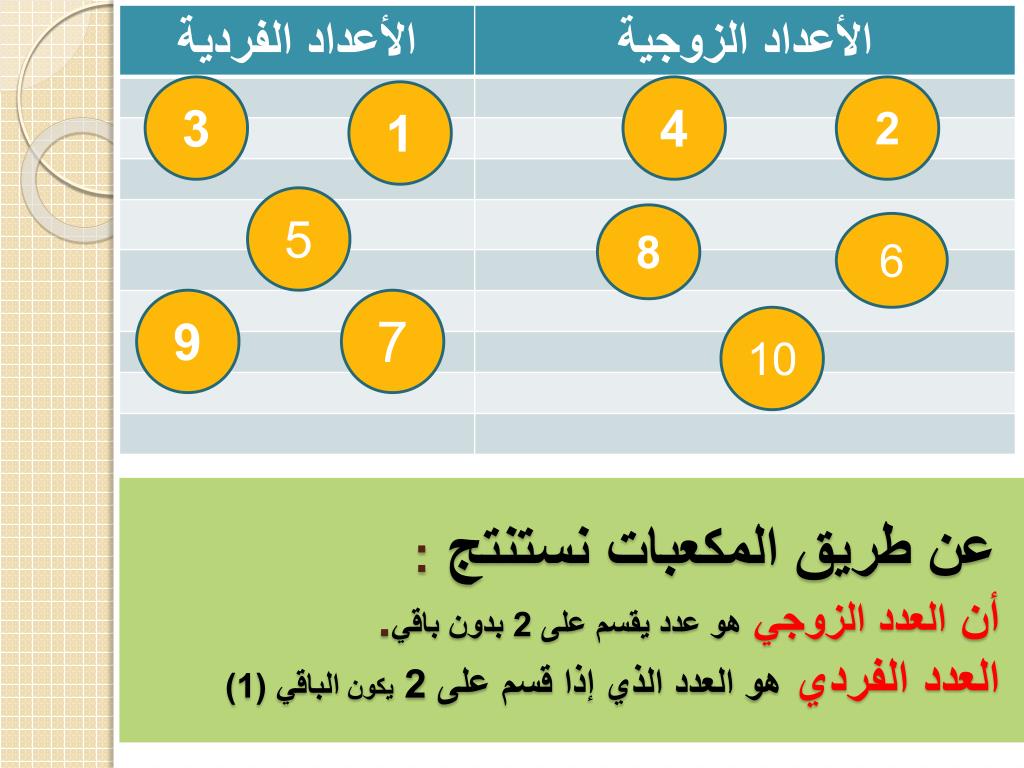 الأعداد الزوجية
الأعداد الفردية
2
4
1
3
6
8
5
10
7
9
عن طريق المكعبات نستنتج :
أن العدد الزوجي هو عدد يقسم على 2 بدون باقي.
العدد الفردي هو العدد الذي إذا قسم على 2 يكون الباقي (1)